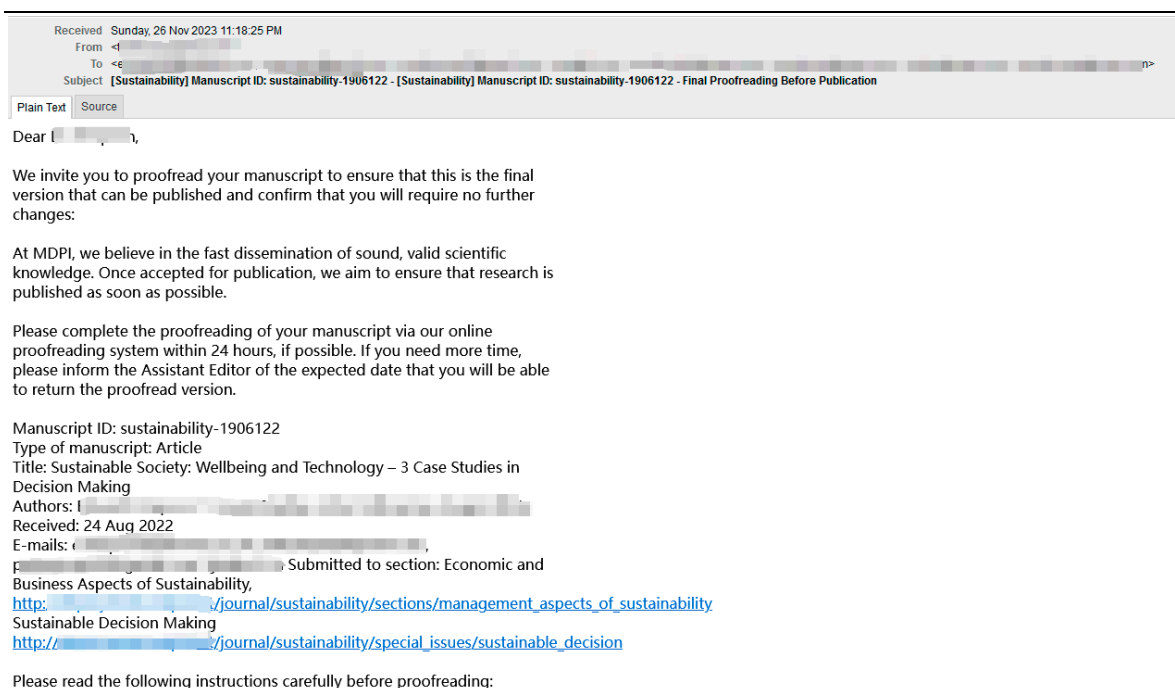 Received Sunday, 26 Nov 2023 11:18:25 PM
From <
To <e n>
Subject [Sustainability] Manuscript ID: sustainability-1906122 - [Sustainability] Manuscript ID: sustainability-1906122 - Final Proofreading Before Publication
Plain Text Source
Dear
We invite you to proofread your manuscript to ensure that this is the final
version that can be published and confirm that you will require no further
changes:
At MDPI, we believe in the fast dissemination of sound, valid scientific
knowledge. Once accepted for publication, we aim to ensure that research is
published as soon as possible.
Please complete the proofreading of your manuscript via our online
proofreading system within 24 hours, if possible. If you need more time,
please inform the Assistant Editor of the expected date that you will be able
to return the proofread version.
Manuscript ID: sustainability-1906122
Type of manuscript: Article
Title: Sustainable Society: Wellbeing and Technology – 3 Case Studies in
Decision Making
Authors:
Received: 24 Aug 2022
E-mails:
Submitted to section: Economic and
Business Aspects of Sustainability,
http: /journal/sustainability/sections/management_aspects_of_sustainability
Sustainable Decision Making
http:// /journal/sustainability/special_issues/sustainable_decision
Please read the following instructions carefully before proofreading: